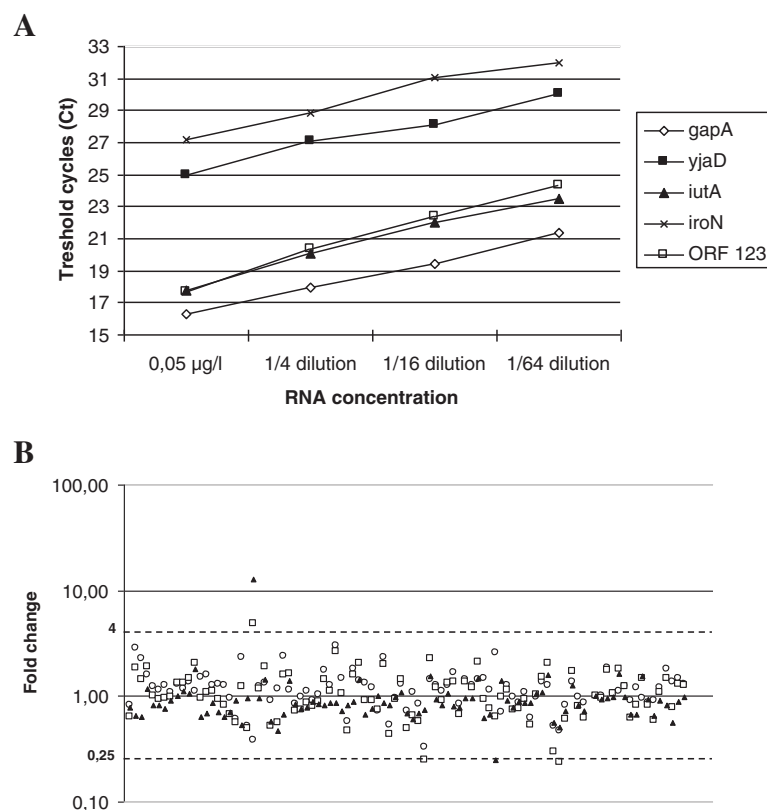 A
33
31
29
27
25
23
21
19
17
15
Treshold cycles (Ct)
0,05 µg/l 1/4 dilution 1/16 dilution 1/64 dilution
RNA concentration
gapA
yjaD
iutA
iroN
ORF 123
B
100,00
10,00
4
1,00
0,25
0,10
Fold change